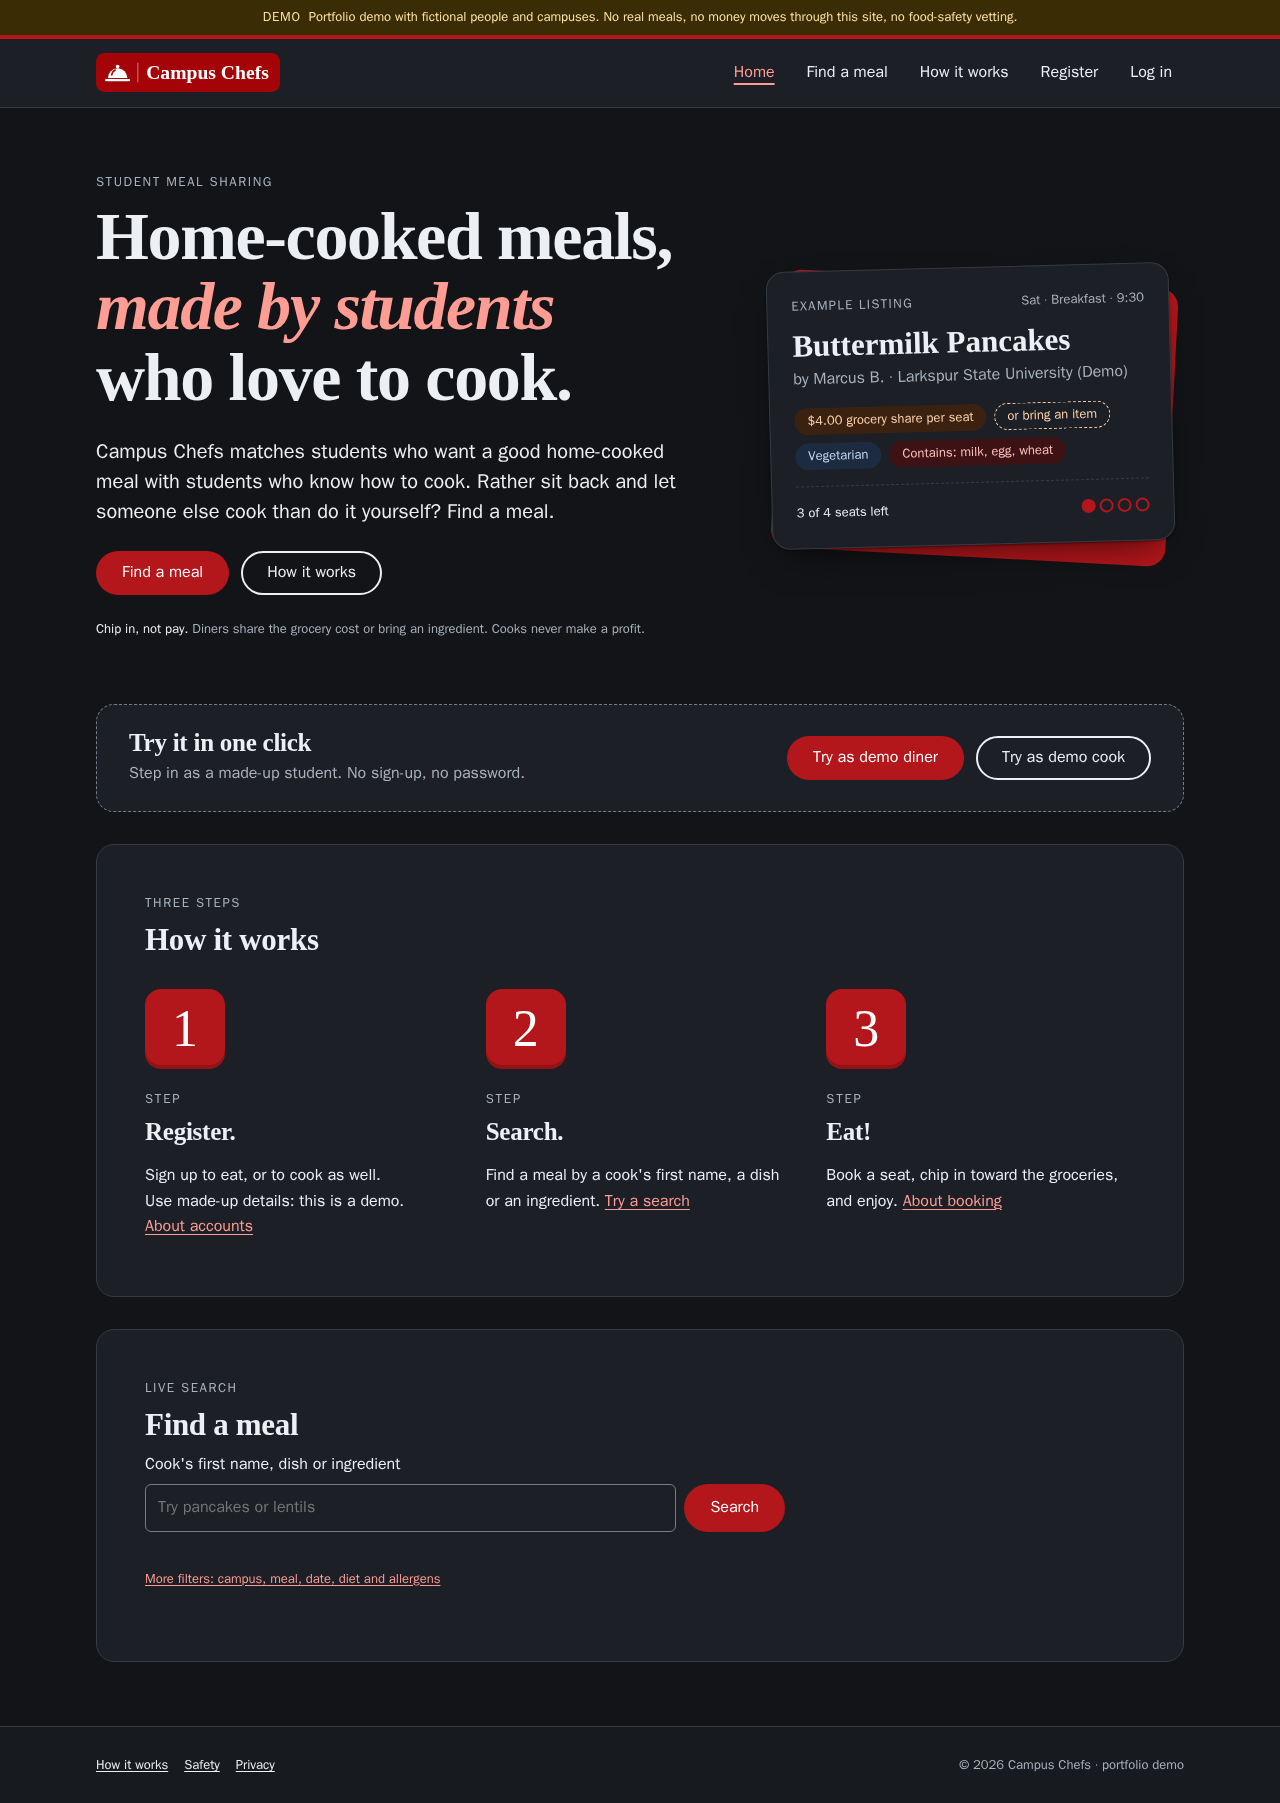 DEMO Portfolio demo with fictional people and campuses. No real meals, no money moves through this site, no food-safety vetting.
Campus Chefs
Home Find a meal How it works Register Log in
STUDENT MEAL SHARING
Home-cooked meals,
made by students
who love to cook.
Campus Chefs matches students who want a good home-cooked
meal with students who know how to cook. Rather sit back and let
someone else cook than do it yourself? Find a meal.
Find a meal How it works
Chip in, not pay. Diners share the grocery cost or bring an ingredient. Cooks never make a profit.
EXAMPLE LISTING Sat · Breakfast · 9:30
Buttermilk Pancakes
by Marcus B. · Larkspur State University (Demo)
$4.00 grocery share per seat or bring an item
Vegetarian Contains: milk, egg, wheat
3 of 4 seats left
Try it in one click
Step in as a made-up student. No sign-up, no password.
Try as demo diner Try as demo cook
THREE STEPS
How it works
1
STEP
Register.
Sign up to eat, or to cook as well.
Use made-up details: this is a demo.
About accounts
2
STEP
Search.
Find a meal by a cook's first name, a dish
or an ingredient. Try a search
3
STEP
Eat!
Book a seat, chip in toward the groceries,
and enjoy. About booking
LIVE SEARCH
Find a meal
Cook's first name, dish or ingredient
Try pancakes or lentils Search
More filters: campus, meal, date, diet and allergens
How it works Safety Privacy © 2026 Campus Chefs · portfolio demo